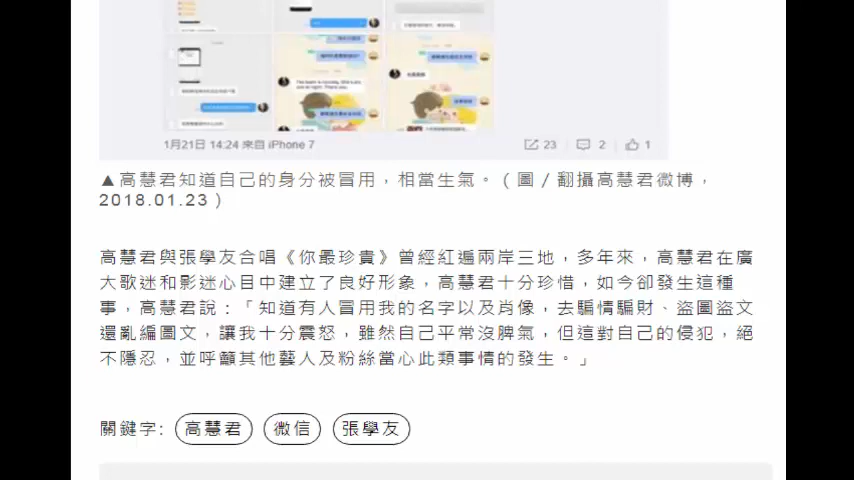 1月21日 14:24 來自 iPhone 7
23 2 1
▲高慧君知道自己的身分被冒用，相當生氣。（圖／翻攝高慧君微博，
2018.01.23）
高慧君與張學友合唱《你最珍貴》曾經紅遍兩岸三地，多年來，高慧君在廣
大歌迷和影迷心目中建立了良好形象，高慧君十分珍惜，如今卻發生這種
事，高慧君說：「知道有人冒用我的名字以及肖像，去騙情騙財、盜圖盜文
還亂編圖文，讓我十分震怒，雖然自己平常沒脾氣，但這對自己的侵犯，絕
不隱忍，並呼籲其他藝人及粉絲當心此類事情的發生。」
關鍵字: 高慧君 微信 張學友